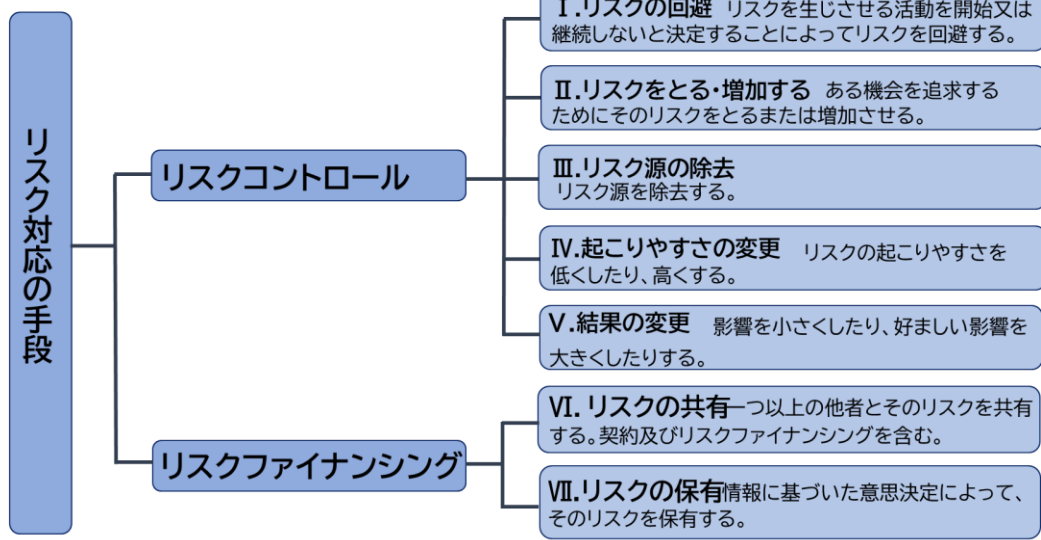 リスク対応の手段
リスクコントロール
Ⅰ.リスクの回避 リスクを生じさせる活動を開始又は
継続しないと決定することによってリスクを回避する。
Ⅱ.リスクをとる・増加する ある機会を追求する
ためにそのリスクをとるまたは増加させる。
Ⅲ.リスク源の除去
リスク源を除去する。
Ⅳ.起こりやすさの変更 リスクの起こりやすさを
低くしたり、高くする。
Ⅴ.結果の変更 影響を小さくしたり、好ましい影響を
大きくしたりする。
リスクファイナンシング
Ⅵ.リスクの共有一つ以上の他者とそのリスクを共有
する。契約及びリスクファイナンシングを含む。
Ⅶ.リスクの保有情報に基づいた意思決定によって、
そのリスクを保有する。